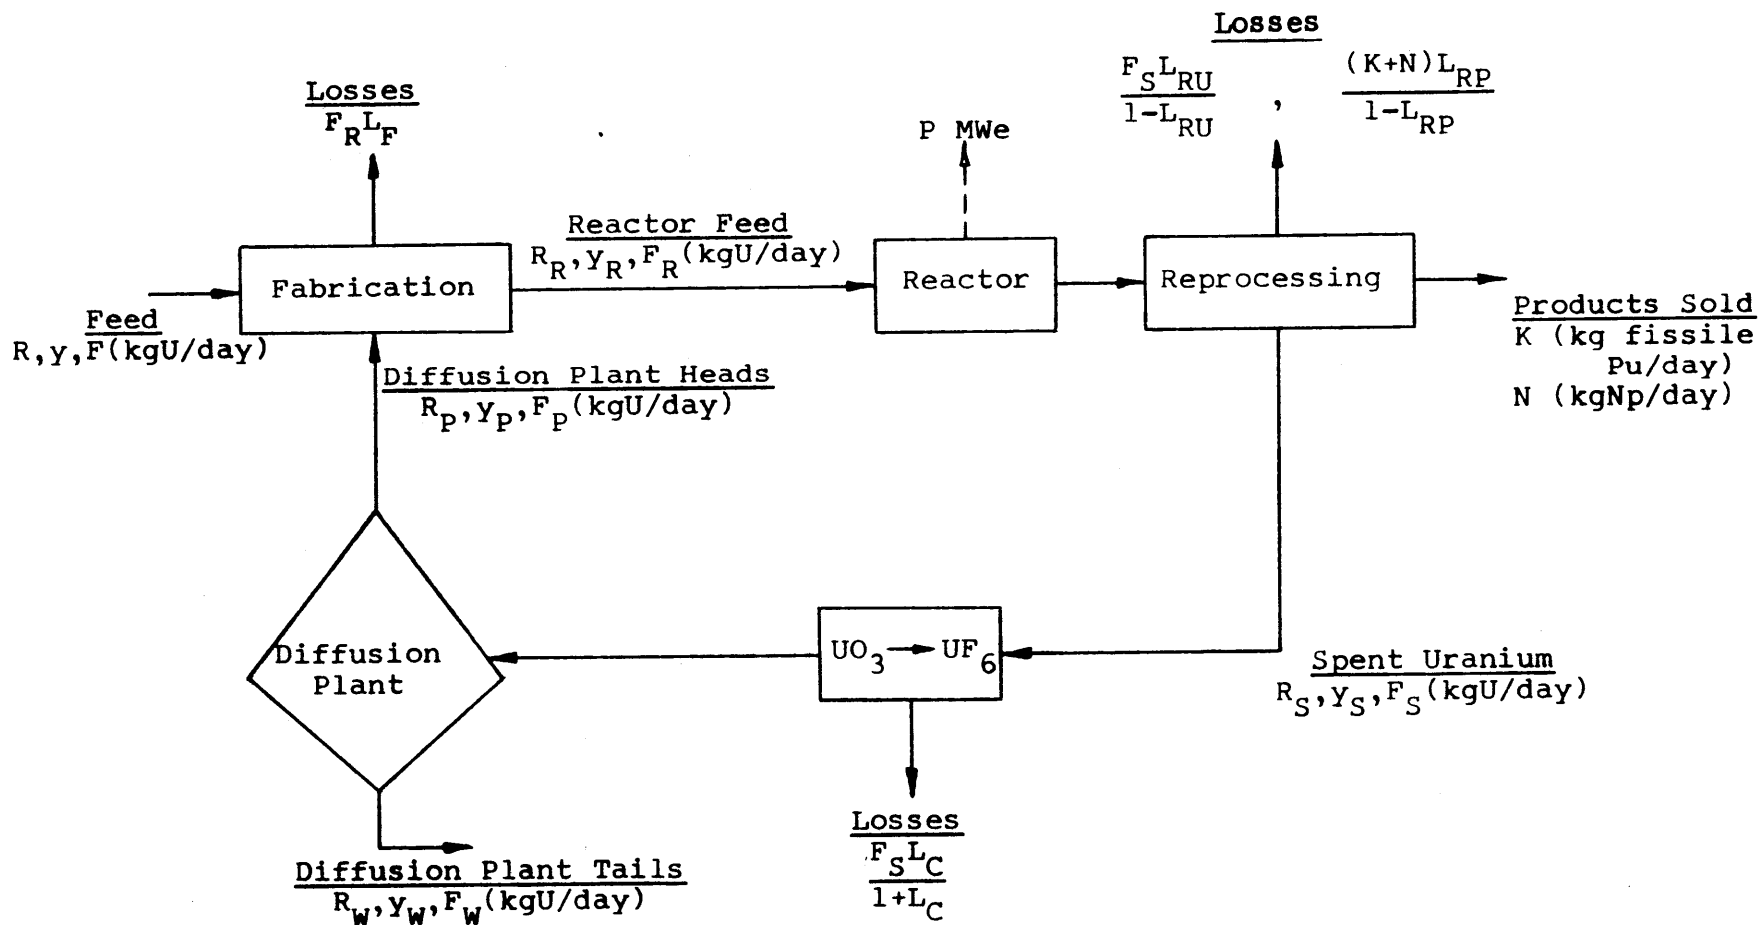 Losses
F_S L_RU / 1-L_RU , (K+N)L_RP / 1-L_RP
Losses
F_R L_F
P MWe
Reactor Feed
R_R, y_R, F_R (kgU/day)
Fabrication
Reactor
Reprocessing
Feed
R, y, F(kgU/day)
Products Sold
K (kg fissile
Pu/day)
N (kgNp/day)
Diffusion Plant Heads
R_P, y_P, F_P (kgU/day)
Diffusion
Plant
UO_3 → UF_6
Spent Uranium
R_S, y_S, F_S (kgU/day)
Losses
F_S L_C / 1+L_C
Diffusion Plant Tails
R_W, y_W, F_W (kgU/day)